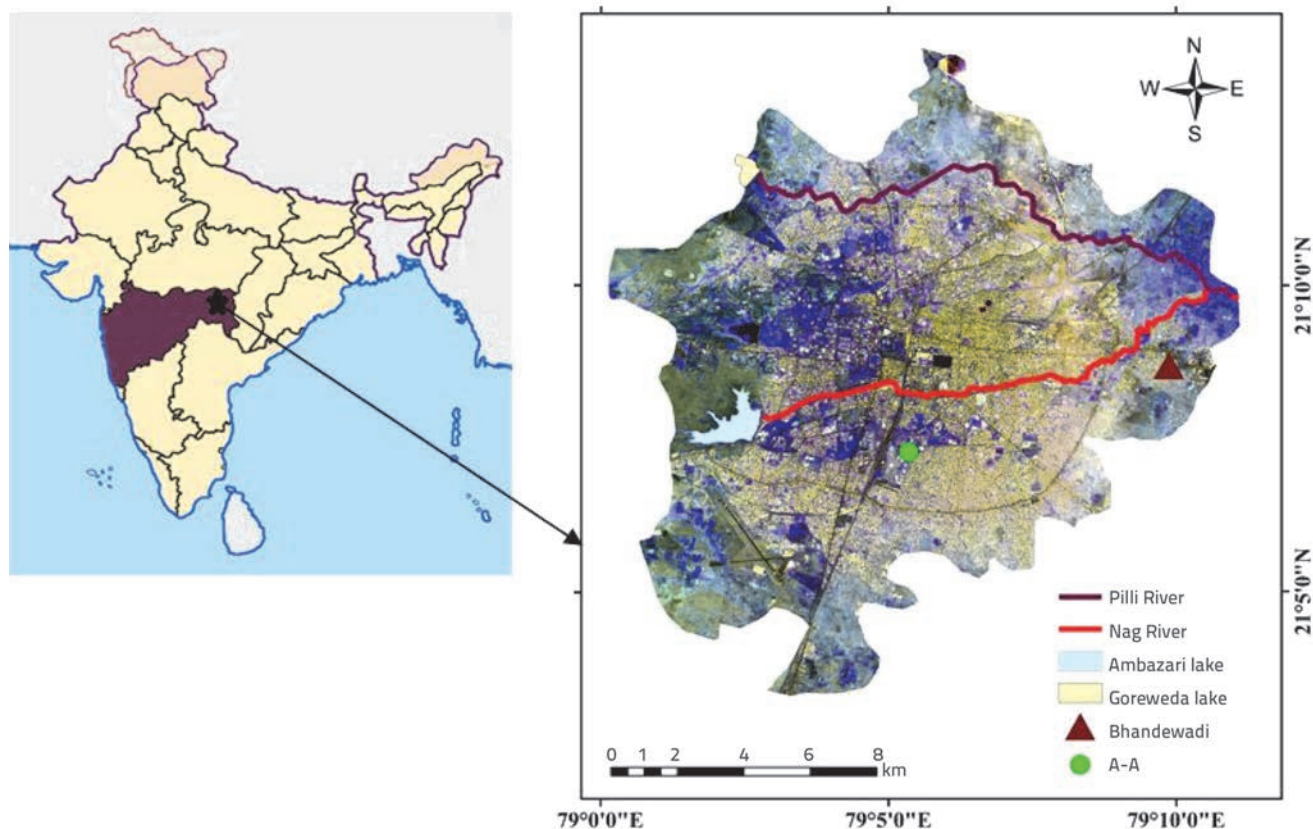 N
W E
S
21°10'0"N
21°5'0"N
Pilli River
Nag River
Ambazari lake
Goreweda lake
Bhandewadi
A-A
0 1 2 4 6 8
km
79°0'0"E 79°5'0"E 79°10'0"E